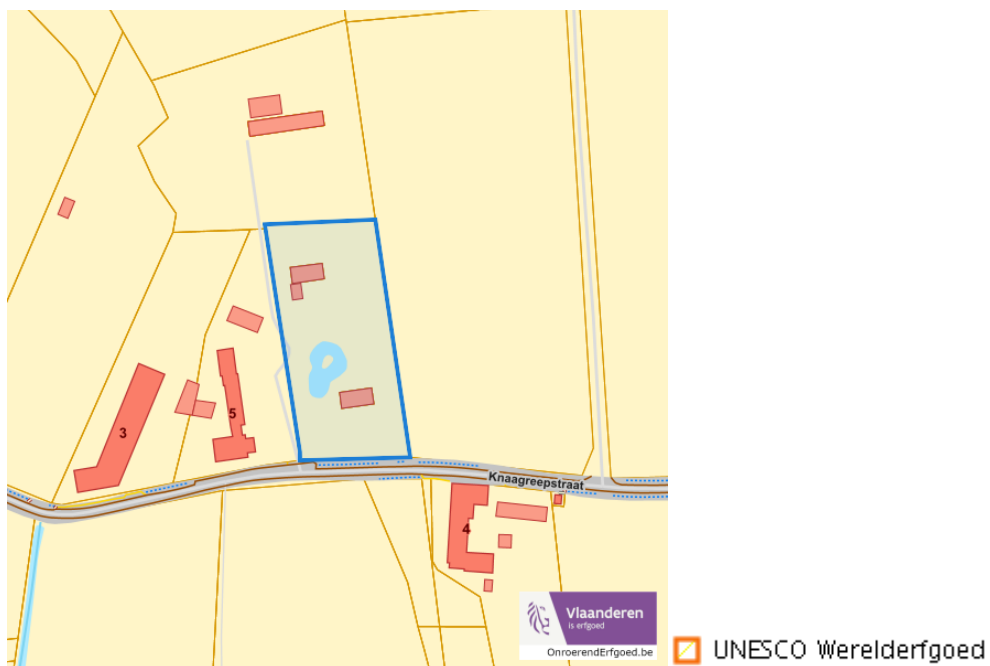 5
3
Knaagreepstraat
4
Vlaanderen
is erfgoed
OnroerendErfgoed.be
UNESCO Werelderfgoed